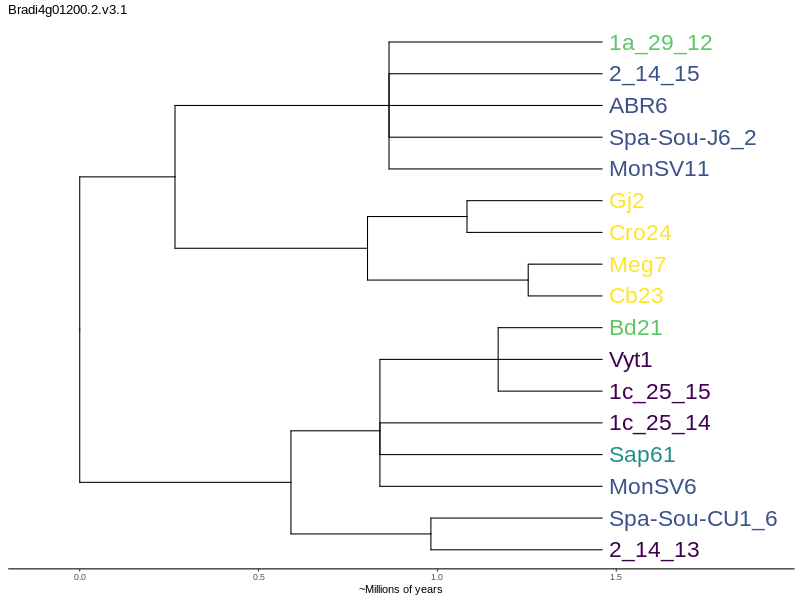 Bradi4g01200.2.v3.1
1a_29_12
2_14_15
ABR6
Spa-Sou-J6_2
MonSV11
Gj2
Cro24
Meg7
Cb23
Bd21
Vyt1
1c_25_15
1c_25_14
Sap61
MonSV6
Spa-Sou-CU1_6
2_14_13
0.0 0.5 1.0 1.5
~Millions of years